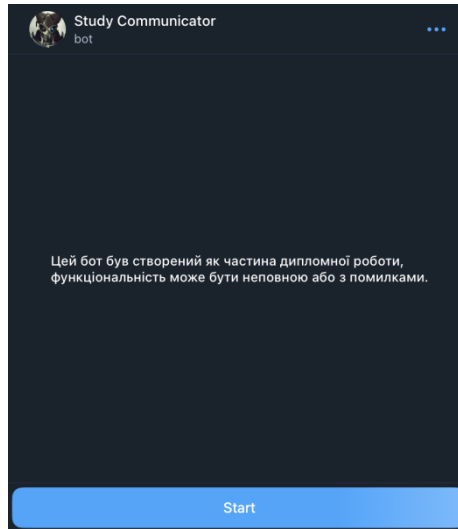 Study Communicator
bot
Цей бот був створений як частина дипломної роботи,
функціональність може бути неповною або з помилками.
Start